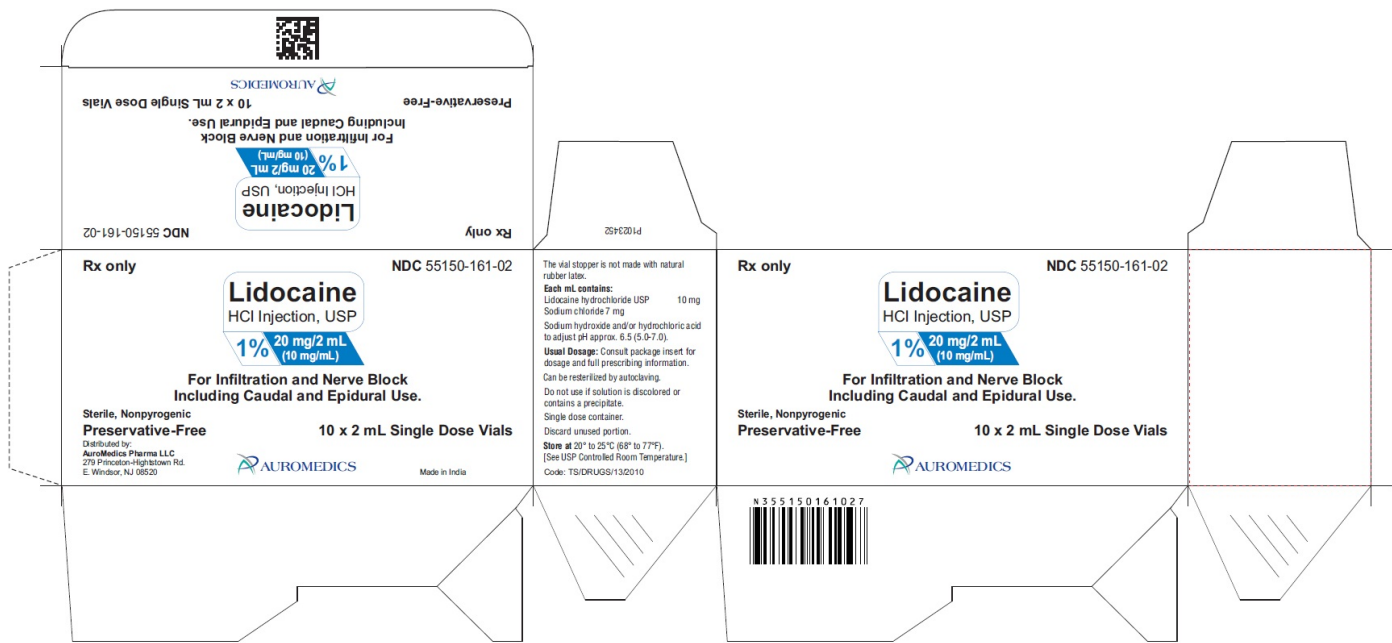 AUROMEDICS
Preservative-Free 10 x 2 mL Single Dose Vials
For Infiltration and Nerve Block
Including Caudal and Epidural Use.
1% 20 mg/2 mL
(10 mg/mL)
Lidocaine
HCl Injection, USP
Rx only NDC 55150-161-02
P1023452
Rx only NDC 55150-161-02
Lidocaine
HCl Injection, USP
1% 20 mg/2 mL
(10 mg/mL)
For Infiltration and Nerve Block
Including Caudal and Epidural Use.
Sterile, Nonpyrogenic
Preservative-Free 10 x 2 mL Single Dose Vials
Distributed by:
AuroMedics Pharma LLC
279 Princeton-Hightstown Rd.
E. Windsor, NJ 08520
AUROMEDICS
Made in India
The vial stopper is not made with natural
rubber latex.
Each mL contains:
Lidocaine hydrochloride USP 10 mg
Sodium chloride 7 mg
Sodium hydroxide and/or hydrochloric acid
to adjust pH approx. 6.5 (5.0-7.0).
Usual Dosage: Consult package insert for
dosage and full prescribing information.
Can be resterilized by autoclaving.
Do not use if solution is discolored or
contains a precipitate.
Single dose container.
Discard unused portion.
Store at 20° to 25°C (68° to 77°F).
[See USP Controlled Room Temperature.]
Code: TS/DRUGS/13/2010
Rx only NDC 55150-161-02
Lidocaine
HCl Injection, USP
1% 20 mg/2 mL
(10 mg/mL)
For Infiltration and Nerve Block
Including Caudal and Epidural Use.
Sterile, Nonpyrogenic
Preservative-Free 10 x 2 mL Single Dose Vials
AUROMEDICS
N355150161027